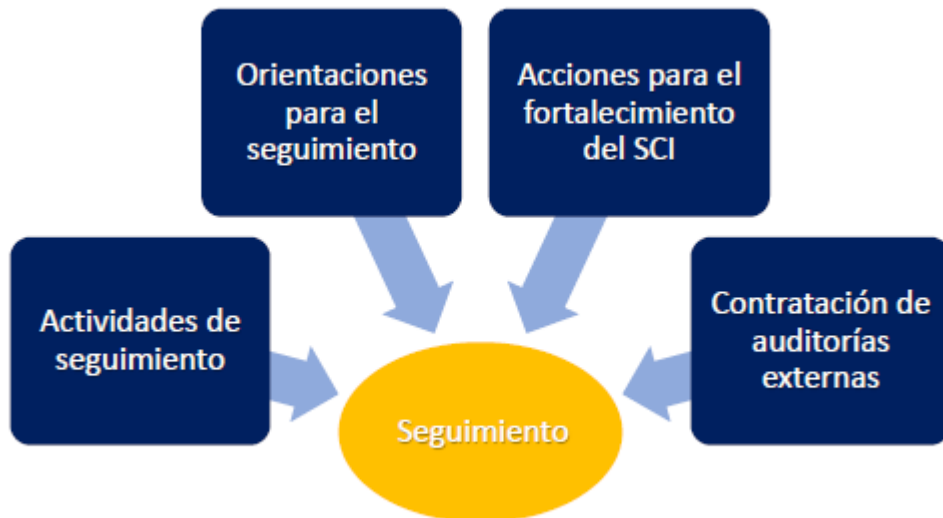 Orientaciones
para el
seguimiento
Acciones para el
fortalecimiento
del SCI
Actividades de
seguimiento
Contratación de
auditorías
externas
Seguimiento